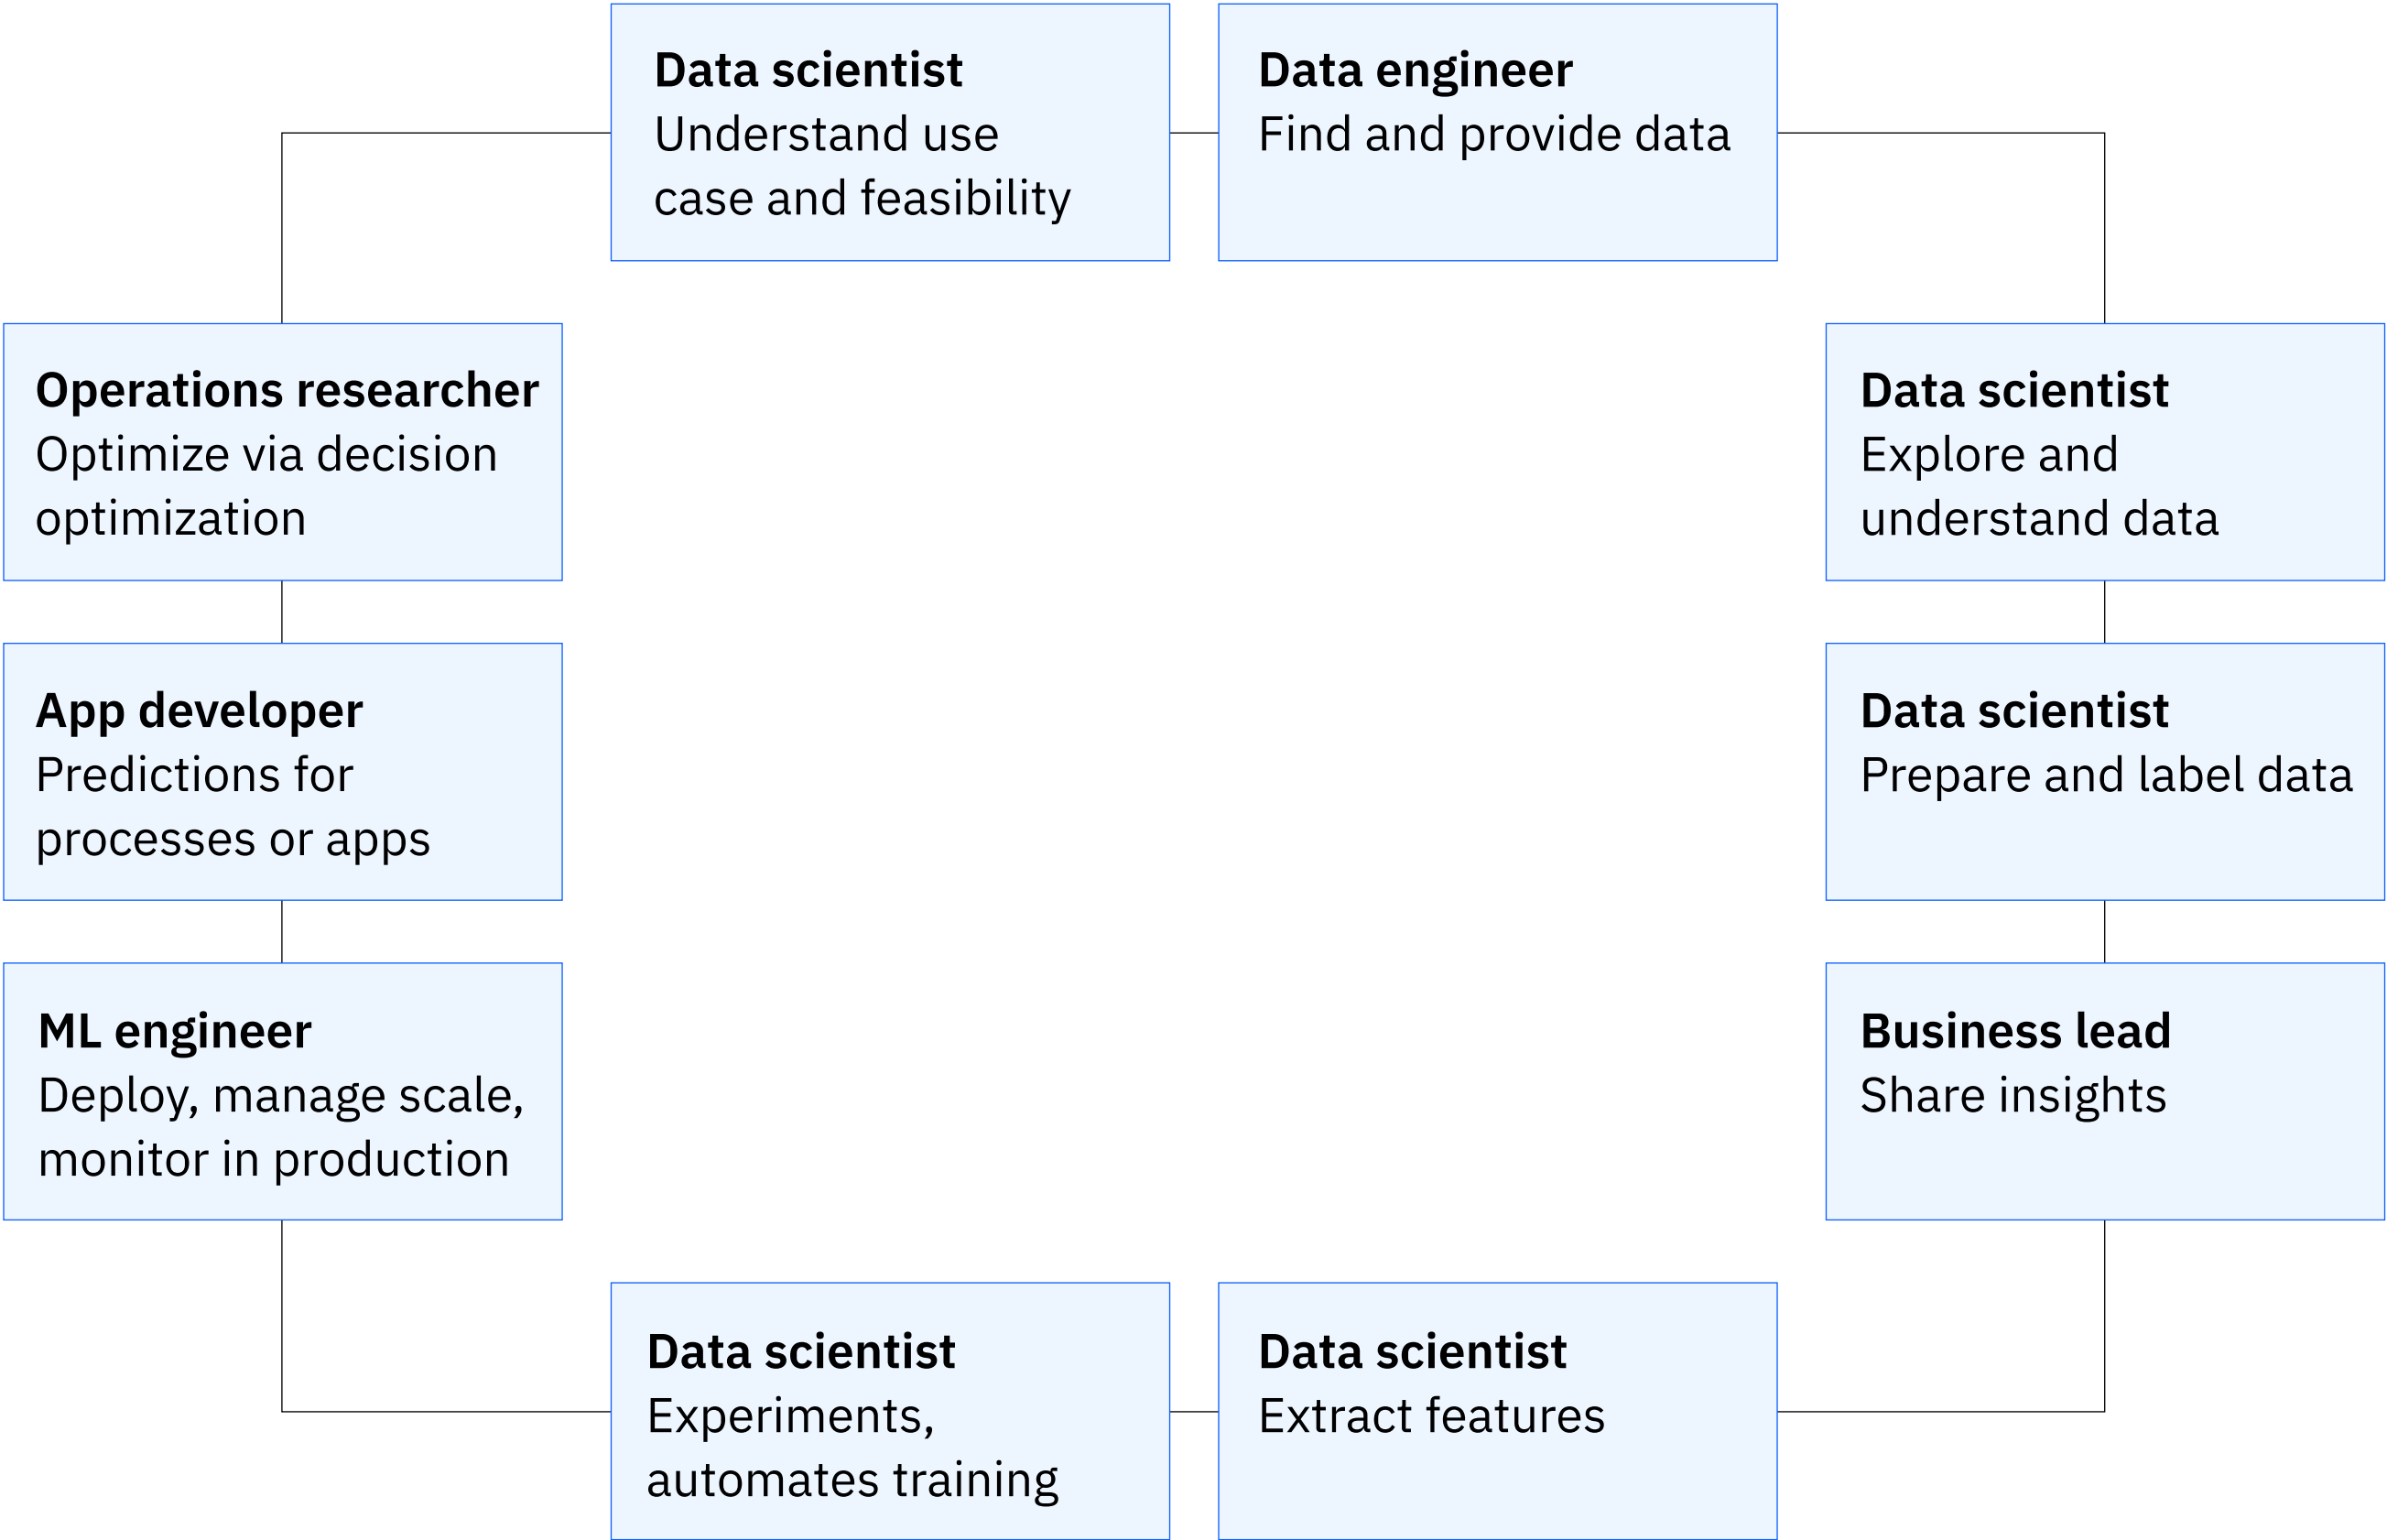 Data scientist
Understand use
case and feasibility
Data engineer
Find and provide data
Operations researcher
Optimize via decision
optimization
Data scientist
Explore and
understand data
App developer
Predictions for
processes or apps
Data scientist
Prepare and label data
ML engineer
Deploy, manage scale,
monitor in production
Business lead
Share insights
Data scientist
Experiments,
automates training
Data scientist
Extract features